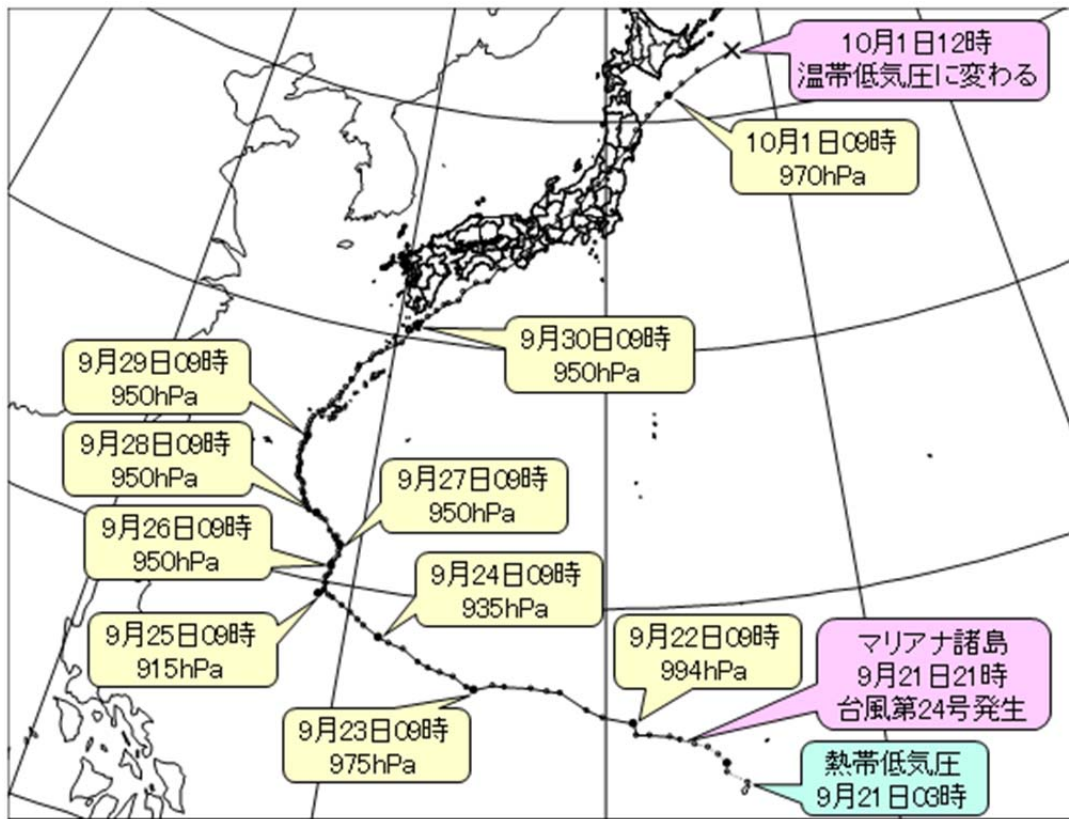 10月1日12時
温帯低気圧に変わる
10月1日09時
970hPa
9月30日09時
950hPa
9月29日09時
950hPa
9月28日09時
950hPa
9月27日09時
950hPa
9月26日09時
950hPa
9月24日09時
935hPa
9月25日09時
915hPa
9月22日09時
994hPa
マリアナ諸島
9月21日21時
台風第24号発生
9月23日09時
975hPa
熱帯低気圧
9月21日03時